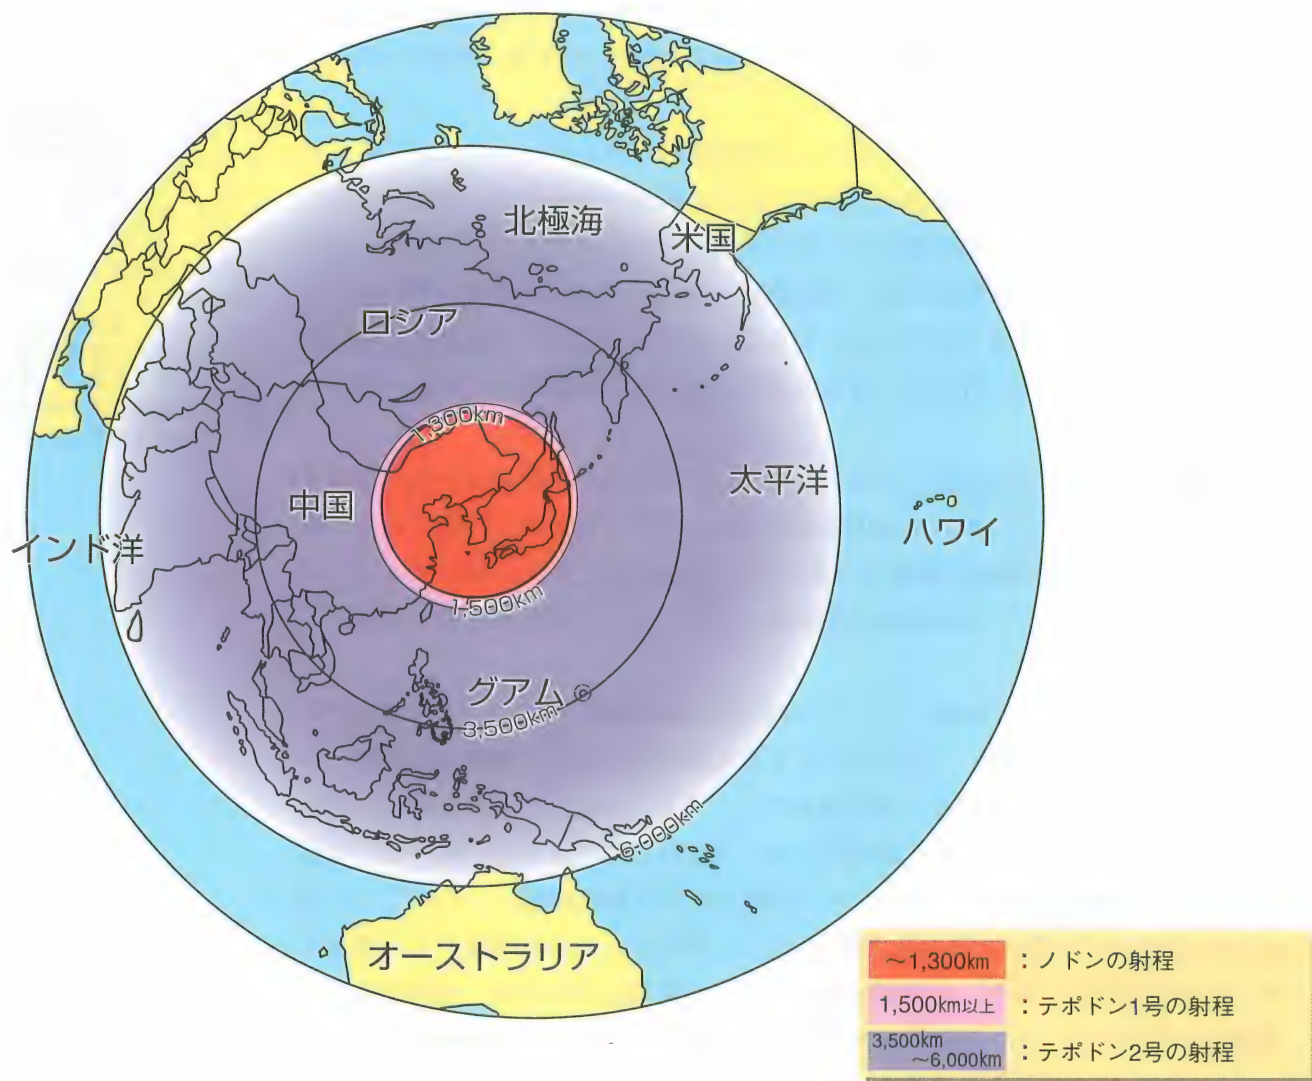 北極海
米国
ロシア
1,300km
太平洋
中国
ハワイ
インド洋
1,500km
グアム
3,500km
6,000km
オーストラリア
～1,300km：ノドンの射程
1,500km以上：テポドン1号の射程
3,500km
～6,000km：テポドン2号の射程